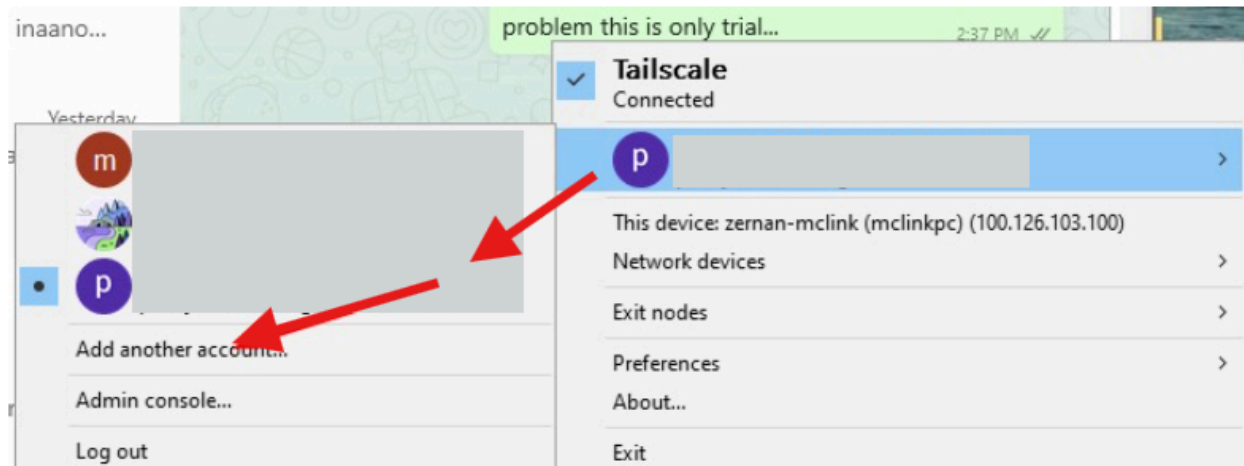 inaano...
problem this is only trial...
2:37 PM
Yesterday
Tailscale
Connected
m
p
p
This device: zernan-mclink (mclinkpc) (100.126.103.100)
Network devices
Exit nodes
Preferences
About...
Exit
Add another account...
Admin console...
Log out